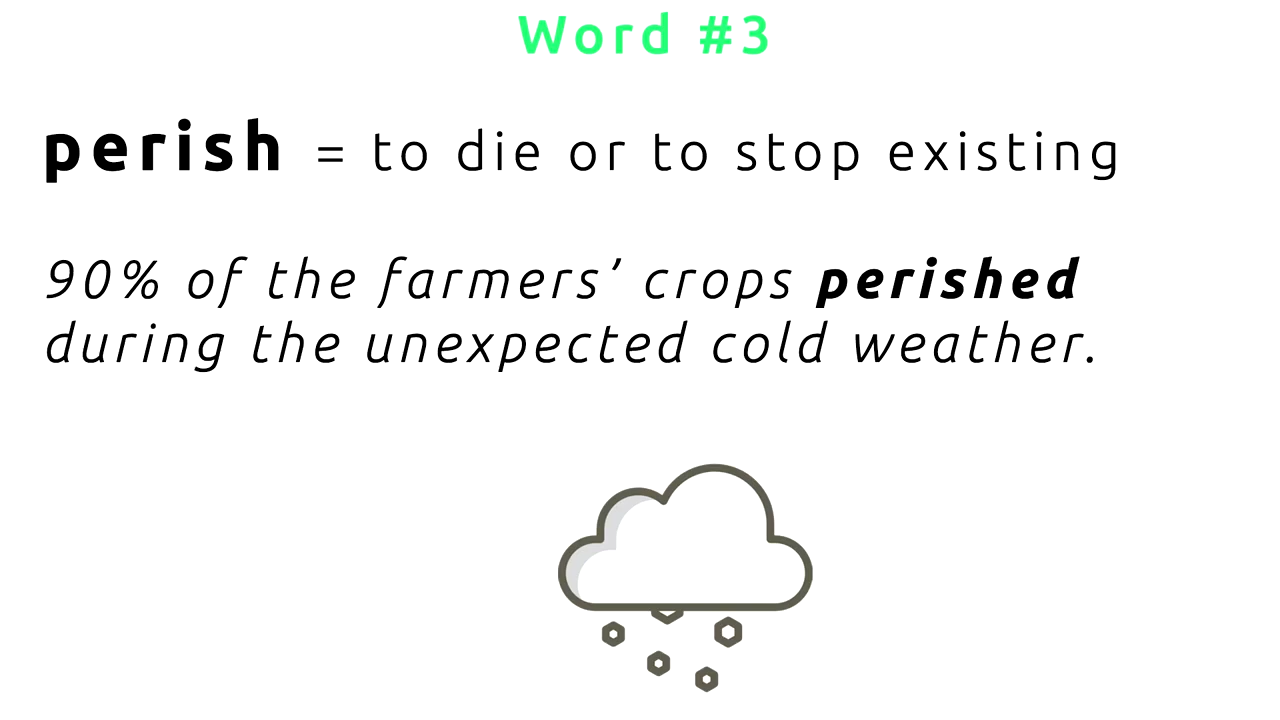 Word #3
perish = to die or to stop existing
90% of the farmers’ crops perished
during the unexpected cold weather.